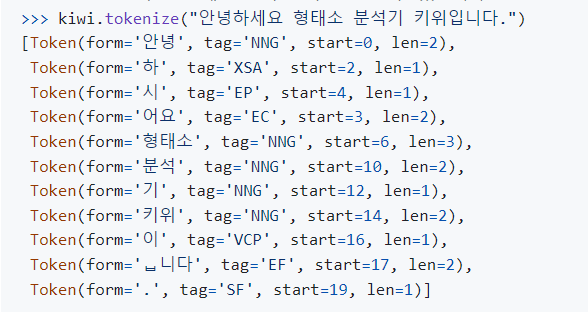 >>> kiwi.tokenize("안녕하세요 형태소 분석기 키위입니다.")
[Token(form='안녕', tag='NNG', start=0, len=2),
Token(form='하', tag='XSA', start=2, len=1),
Token(form='시', tag='EP', start=4, len=1),
Token(form='어요', tag='EC', start=3, len=2),
Token(form='형태소', tag='NNG', start=6, len=3),
Token(form='분석', tag='NNG', start=10, len=2),
Token(form='기', tag='NNG', start=12, len=1),
Token(form='키위', tag='NNG', start=14, len=2),
Token(form='이', tag='VCP', start=16, len=1),
Token(form='ᆸ니다', tag='EF', start=17, len=2),
Token(form='.', tag='SF', start=19, len=1)]